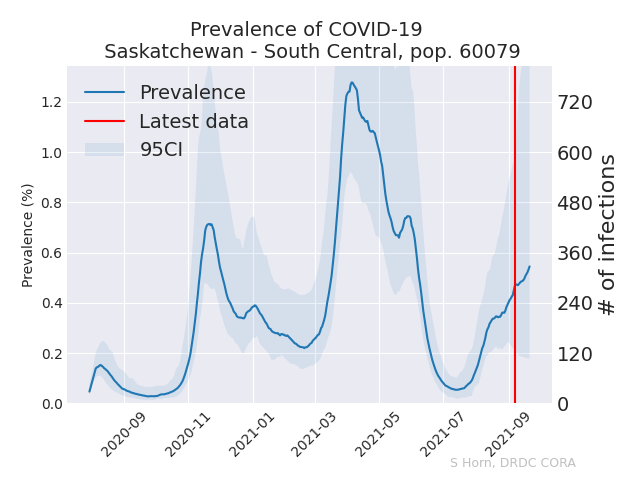 Prevalence of COVID-19
Saskatchewan - South Central, pop. 60079
Prevalence
Latest data
95CI
Prevalence (%)
1.2
1.0
0.8
0.6
0.4
0.2
0.0
720
600
480
360
240
120
0
# of infections
2020-09
2020-11
2021-01
2021-03
2021-05
2021-07
2021-09
S Horn, DRDC CORA